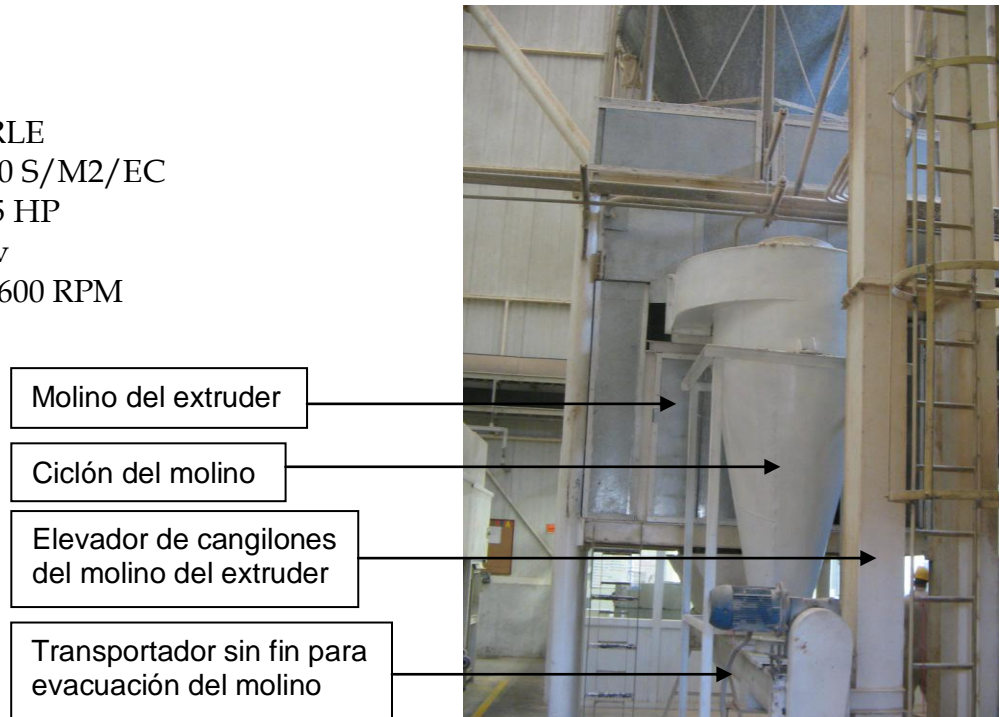 RLE
0 S/M2/EC
5 HP
v
600 RPM
Molino del extruder
Ciclón del molino
Elevador de cangilones
del molino del extruder
Transportador sin fin para
evacuación del molino